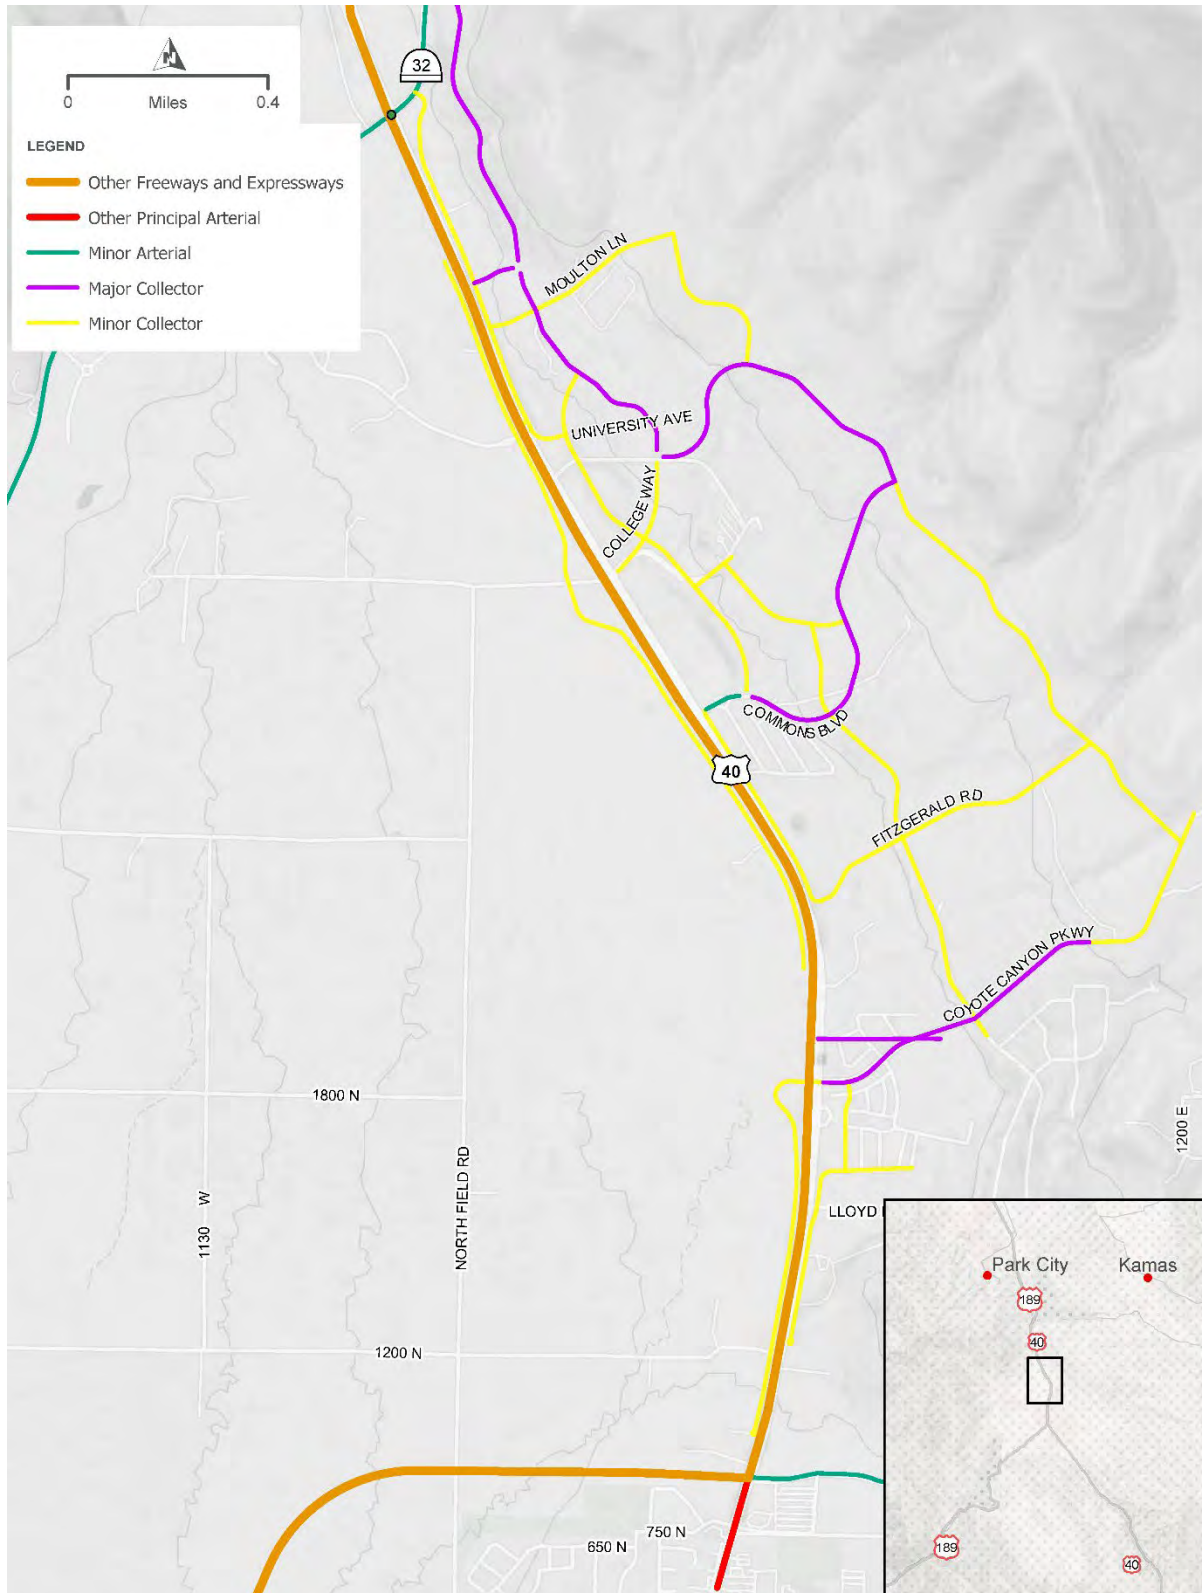 32
N
0 Miles 0.4
LEGEND
Other Freeways and Expressways
Other Principal Arterial
Minor Arterial
Major Collector
Minor Collector
MOULTON LN
UNIVERSITY AVE
COLLEGE WAY
COMMONS BLVD
40
FITZGERALD RD
COYOTE CANYON PKWY
1800 N
1200 E
1130 W
NORTH FIELD RD
LLOYD
1200 N
750 N
650 N
Park City
Kamas
189
40
189
40